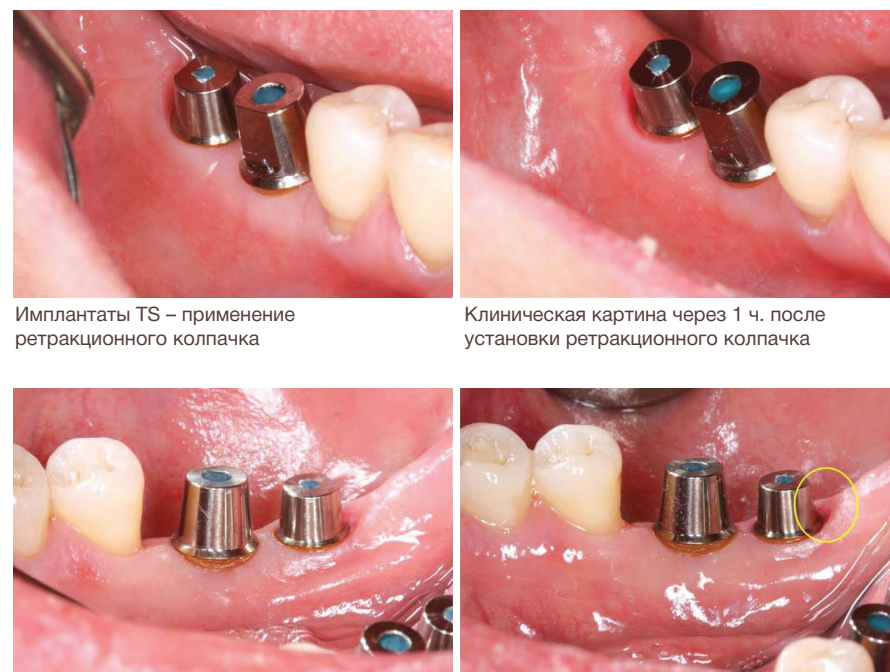 Имплантаты TS – применение
ретракционного колпачка
Клиническая картина через 1 ч. после
установки ретракционного колпачка